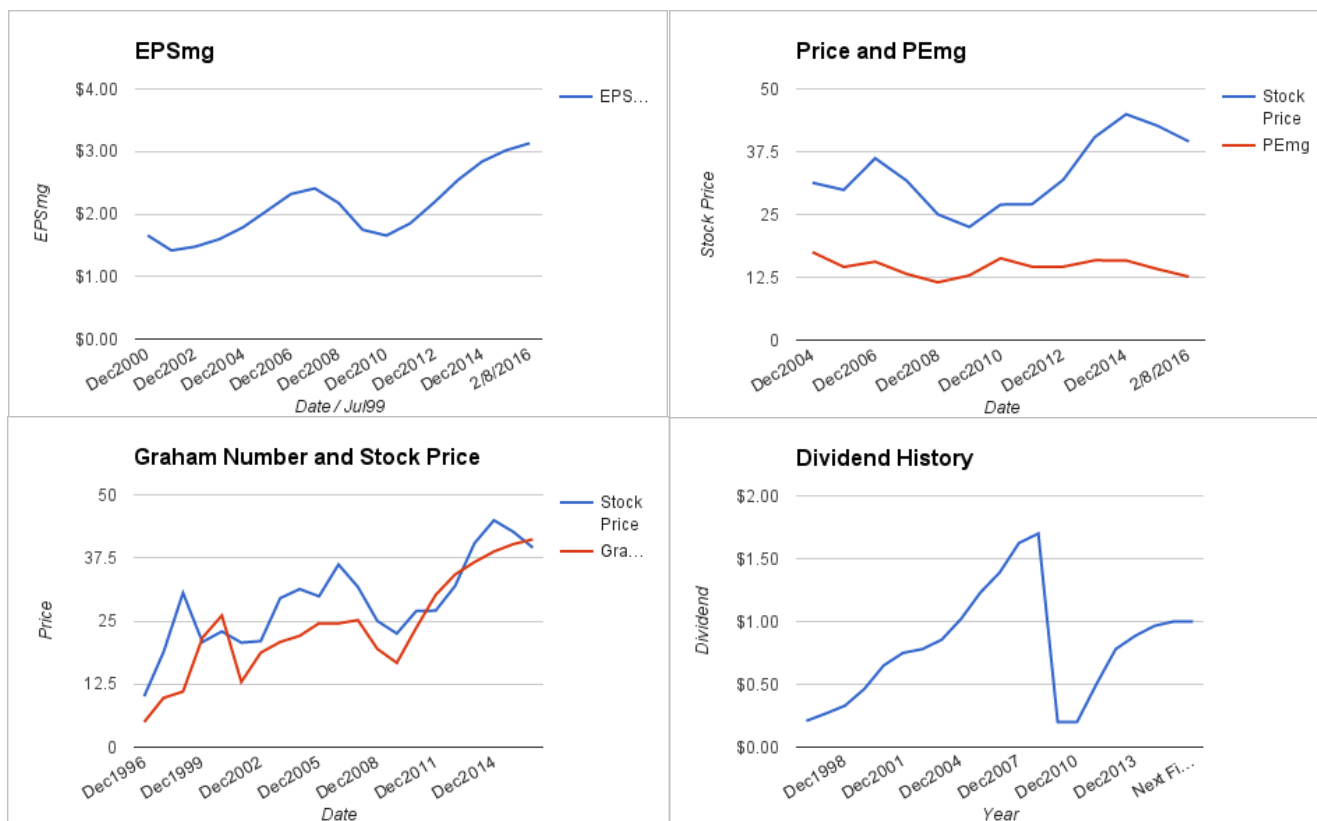 EPSmg
$4.00
$3.00
$2.00
$1.00
$0.00
EPSmg
EPS...
Dec2000
Dec2002
Dec2004
Dec2006
Dec2008
Dec2010
Dec2012
Dec2014
2/8/2016
Date / Jul99
Price and PEmg
50
37.5
25
12.5
0
Stock Price
Stock
Price
PEmg
Dec2004
Dec2006
Dec2008
Dec2010
Dec2012
Dec2014
2/8/2016
Date
Graham Number and Stock Price
50
37.5
25
12.5
0
Price
Stock
Price
Gra...
Dec1996
Dec1999
Dec2002
Dec2005
Dec2008
Dec2011
Dec2014
Date
Dividend History
$2.00
$1.50
$1.00
$0.50
$0.00
Dividend
Dec1998
Dec2001
Dec2004
Dec2007
Dec2010
Dec2013
Next Fi...
Year